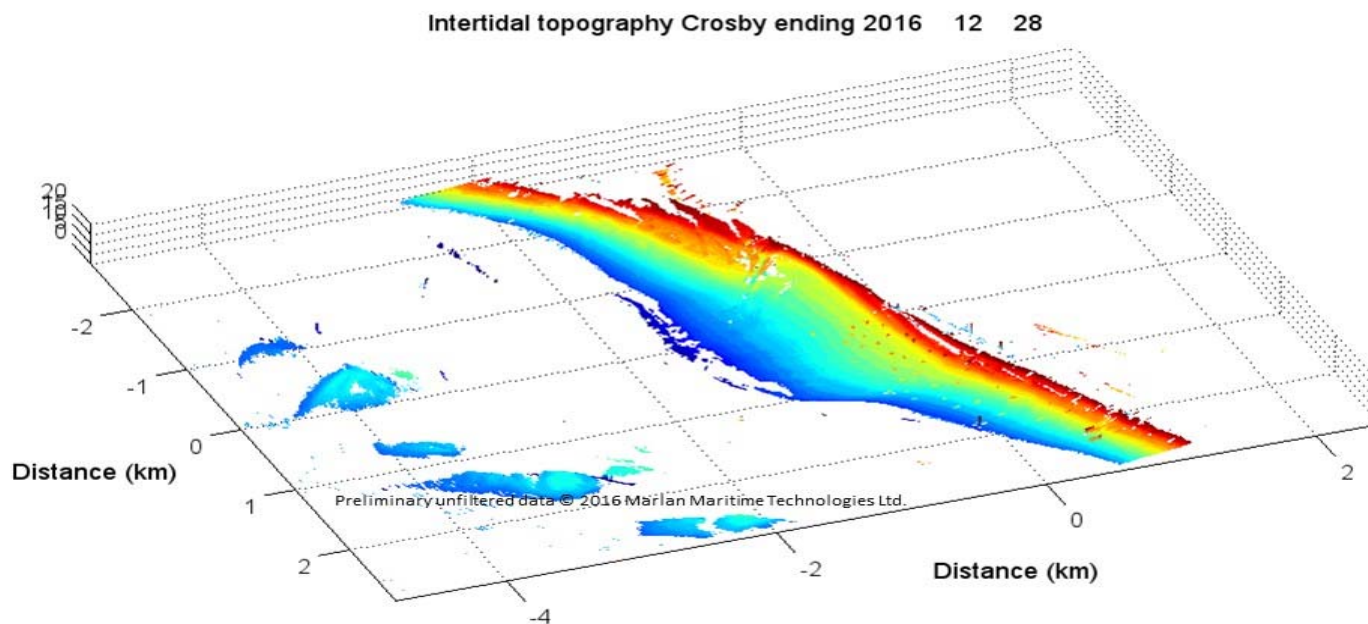 Intertidal topography Crosby ending 2016 12 28
20
-2
-1
0
Distance (km)
1
2
Preliminary unfiltered data © 2016 Marlan Maritime Technologies Ltd.
-4
-2
0
2
Distance (km)